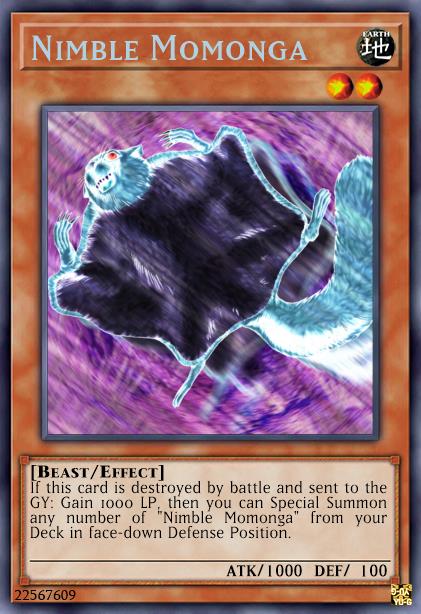 Nimble Momonga
EARTH
地
[Beast/Effect]
If this card is destroyed by battle and sent to the
GY: Gain 1000 LP, then you can Special Summon
any number of "Nimble Momonga" from your
Deck in face-down Defense Position.
ATK/1000 DEF/ 100
22567609